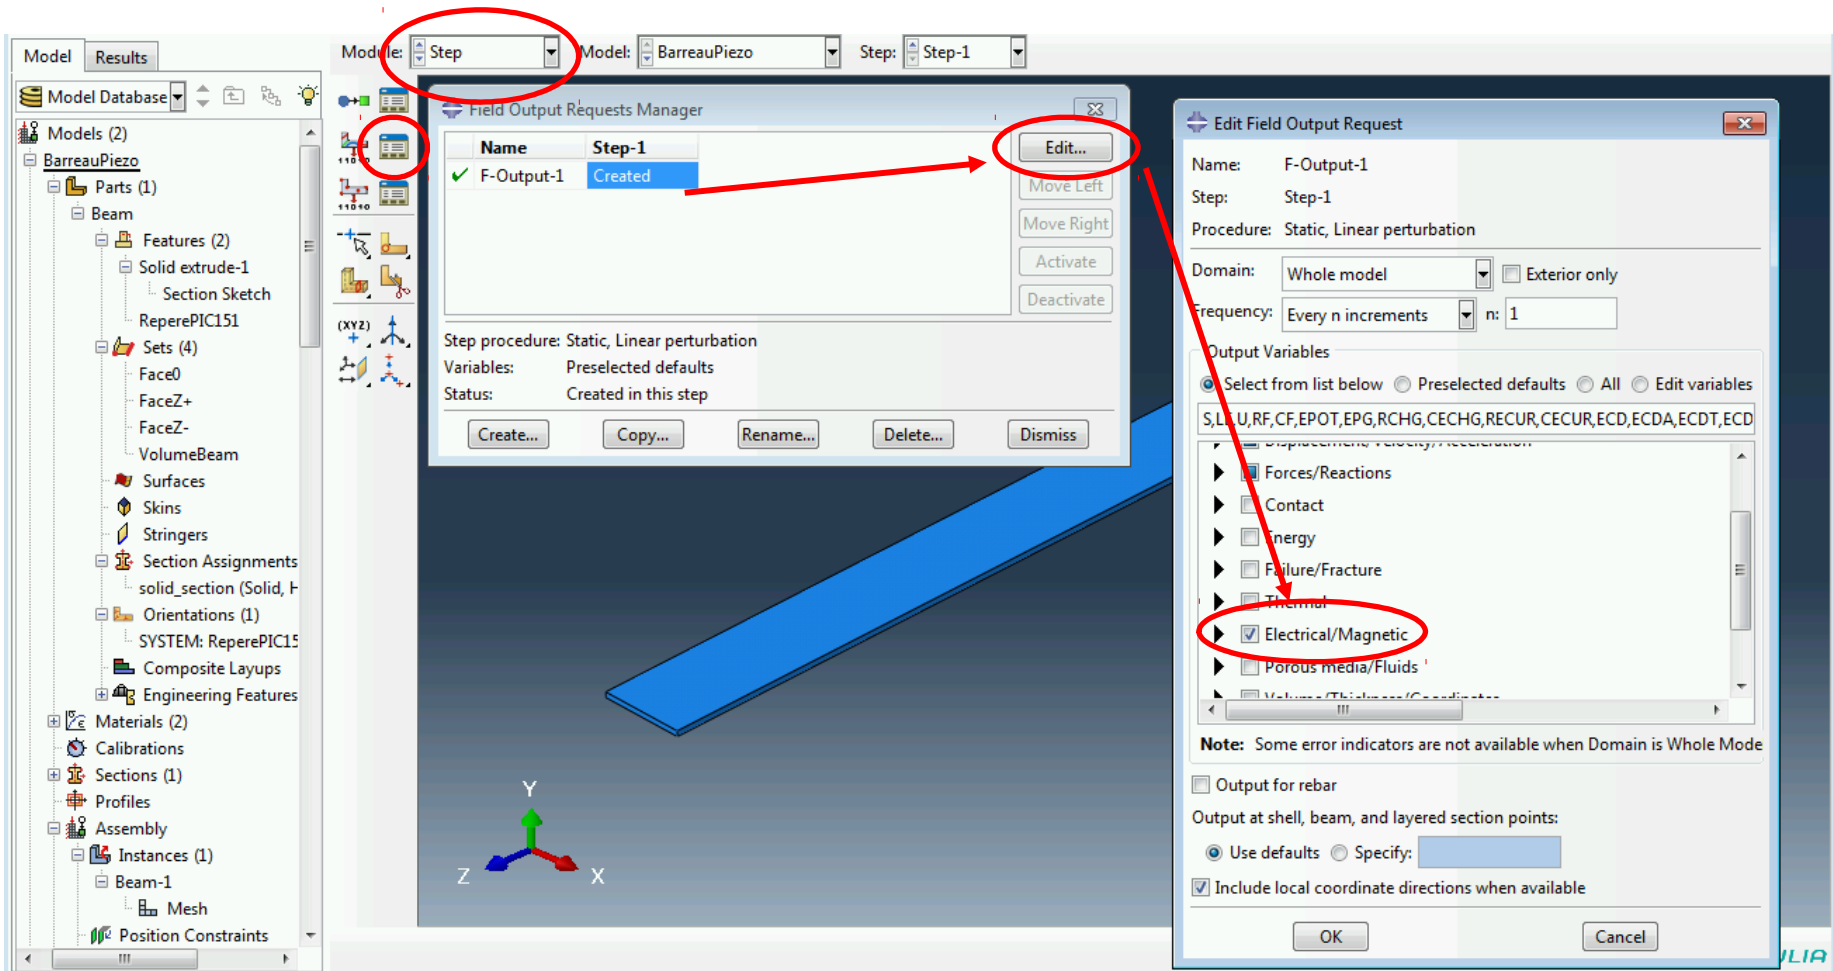 Module: Step Model: BarreauPiezo Step: Step-1
Model Results
Model Database
Models (2)
BarreauPiezo
Parts (1)
Beam
Features (2)
Solid extrude-1
Section Sketch
ReperePIC151
Sets (4)
Face0
FaceZ+
FaceZ-
VolumeBeam
Surfaces
Skins
Stringers
Section Assignments
solid_section (Solid, H
Orientations (1)
SYSTEM: ReperePIC15
Composite Layups
Engineering Features
Materials (2)
Calibrations
Sections (1)
Profiles
Assembly
Instances (1)
Beam-1
Mesh
Position Constraints
(XYZ)
Field Output Requests Manager
Name Step-1
F-Output-1 Created
Edit...
Move Left
Move Right
Activate
Deactivate
Step procedure: Static, Linear perturbation
Variables: Preselected defaults
Status: Created in this step
Create... Copy... Rename... Delete... Dismiss
Y
Z X
Edit Field Output Request
Name: F-Output-1
Step: Step-1
Procedure: Static, Linear perturbation
Domain: Whole model Exterior only
Frequency: Every n increments n: 1
Output Variables
Select from list below Preselected defaults All Edit variables
S,LE,U,RF,CF,EPOT,EPG,RCHG,CECHG,RECUR,CECUR,ECD,ECDA,ECDT,ECD
Displacement/Velocity/Acceleration
Forces/Reactions
Contact
Energy
Failure/Fracture
Thermal
Electrical/Magnetic
Porous media/Fluids
Volume/Thickness/Coordinates
Note: Some error indicators are not available when Domain is Whole Mode
Output for rebar
Output at shell, beam, and layered section points:
Use defaults Specify:
Include local coordinate directions when available
OK Cancel
ULIA